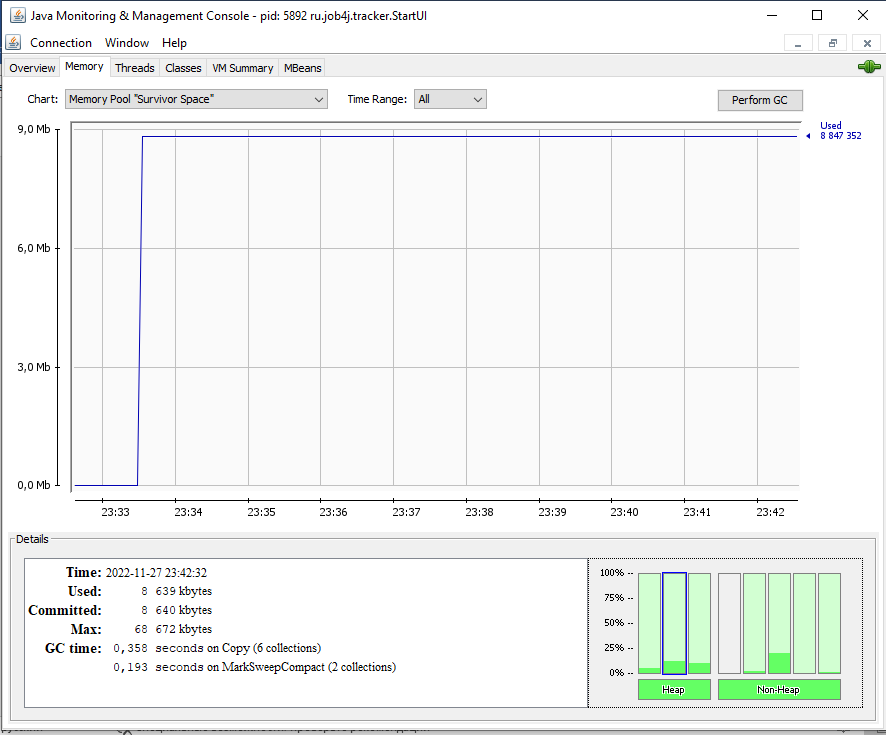 Java Monitoring & Management Console - pid: 5892 ru.job4j.tracker.StartUI
Connection Window Help
Overview Memory Threads Classes VM Summary MBeans
Chart: Memory Pool "Survivor Space" Time Range: All Perform GC
9,0 Mb
Used
8 847 352
6,0 Mb
3,0 Mb
0,0 Mb
23:33 23:34 23:35 23:36 23:37 23:38 23:39 23:40 23:41 23:42
Details
Time: 2022-11-27 23:42:32
Used: 8 639 kbytes
Committed: 8 640 kbytes
Max: 68 672 kbytes
GC time: 0,358 seconds on Copy (6 collections)
0,193 seconds on MarkSweepCompact (2 collections)
100% --
75% --
50% --
25% --
0% --
Heap Non-Heap